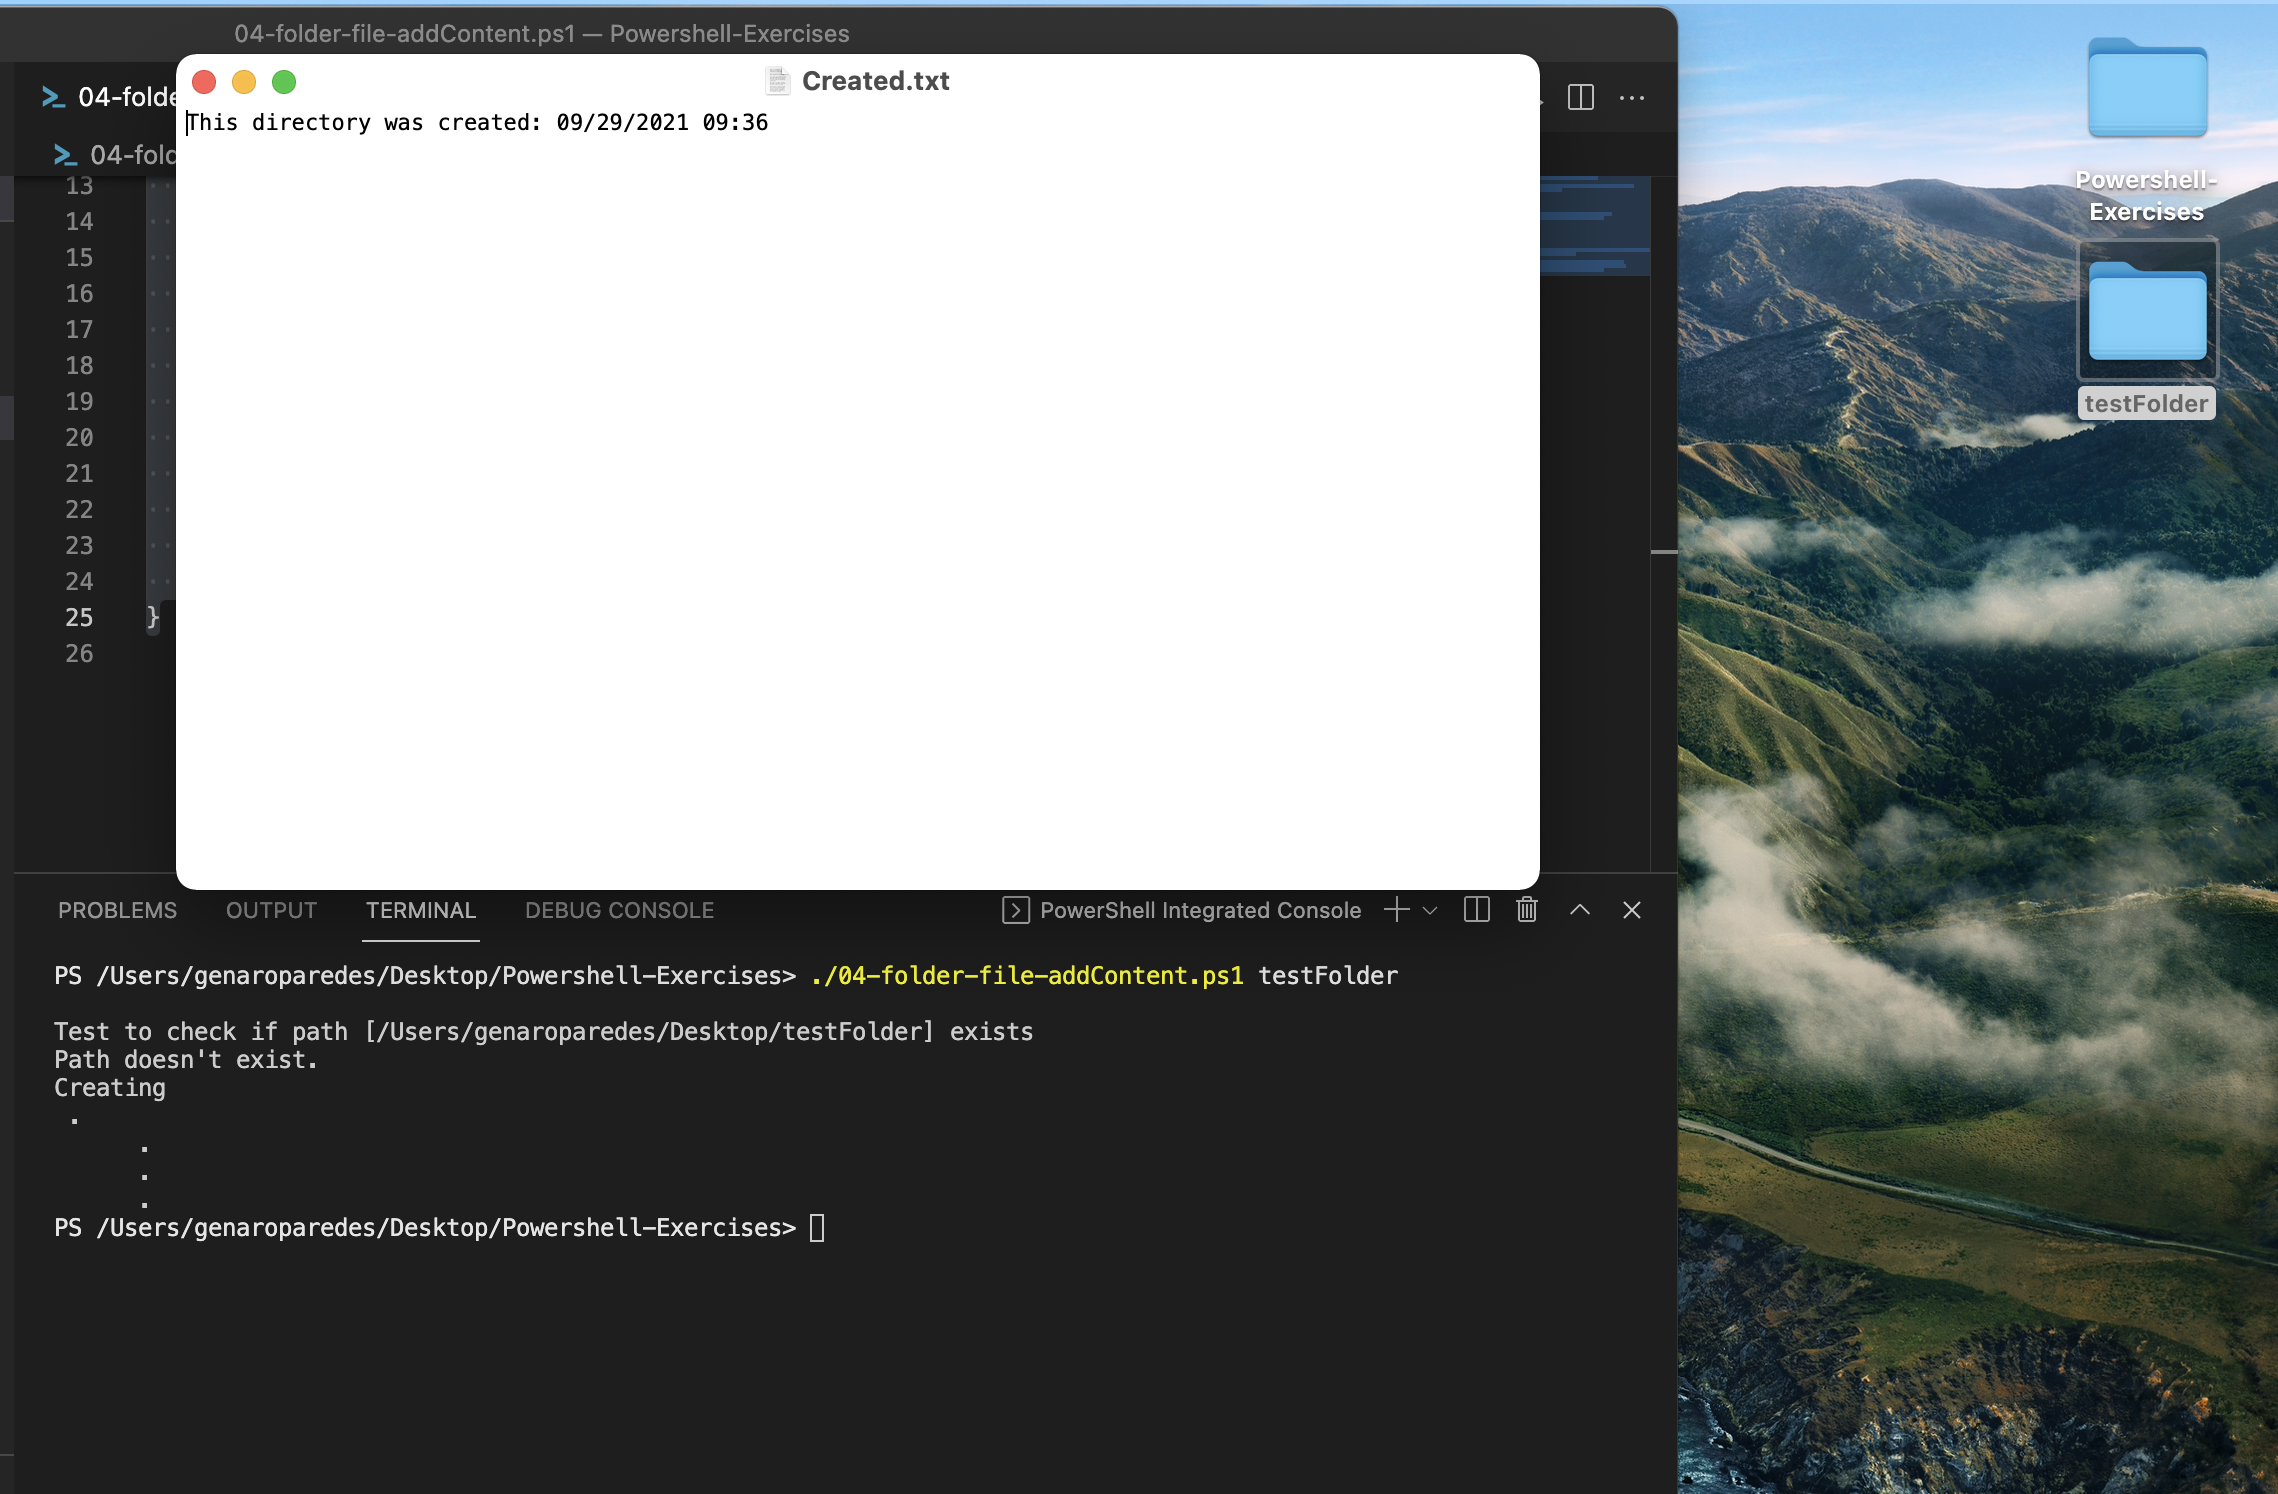 04-folder-file-addContent.ps1 — Powershell-Exercises
Created.txt
04-folde
This directory was created: 09/29/2021 09:36
04-fold
13
14
15
16
17
18
19
20
21
22
23
24
25 }
26
Powershell-
Exercises
testFolder
PROBLEMS OUTPUT TERMINAL DEBUG CONSOLE PowerShell Integrated Console
PS /Users/genaroparedes/Desktop/Powershell-Exercises> ./04-folder-file-addContent.ps1 testFolder
Test to check if path [/Users/genaroparedes/Desktop/testFolder] exists
Path doesn't exist.
Creating
.
.
.
.
PS /Users/genaroparedes/Desktop/Powershell-Exercises>